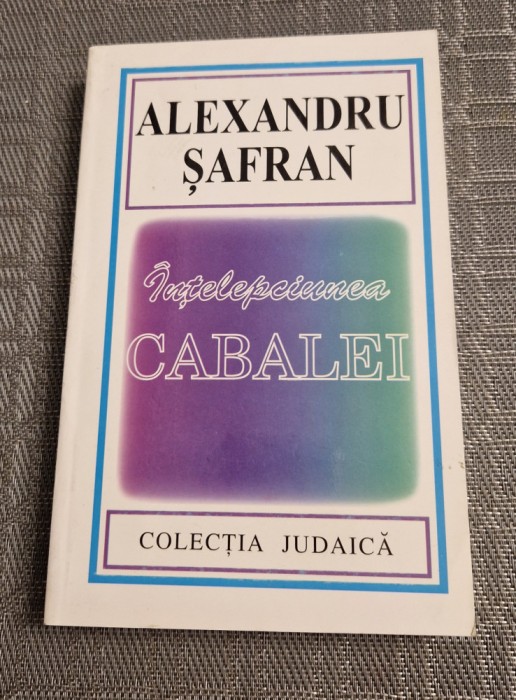 ALEXANDRU
ȘAFRAN
Înțelepciunea
CABALEI
COLECȚIA JUDAICĂ